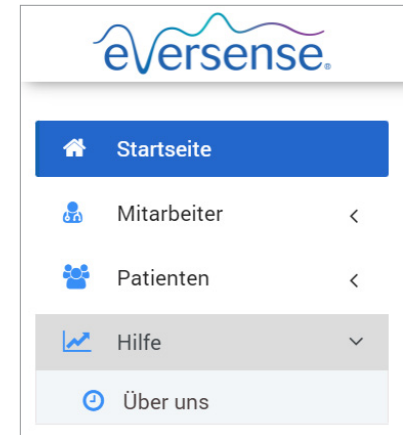 eversense®
Startseite
Mitarbeiter
Patienten
Hilfe
Über uns